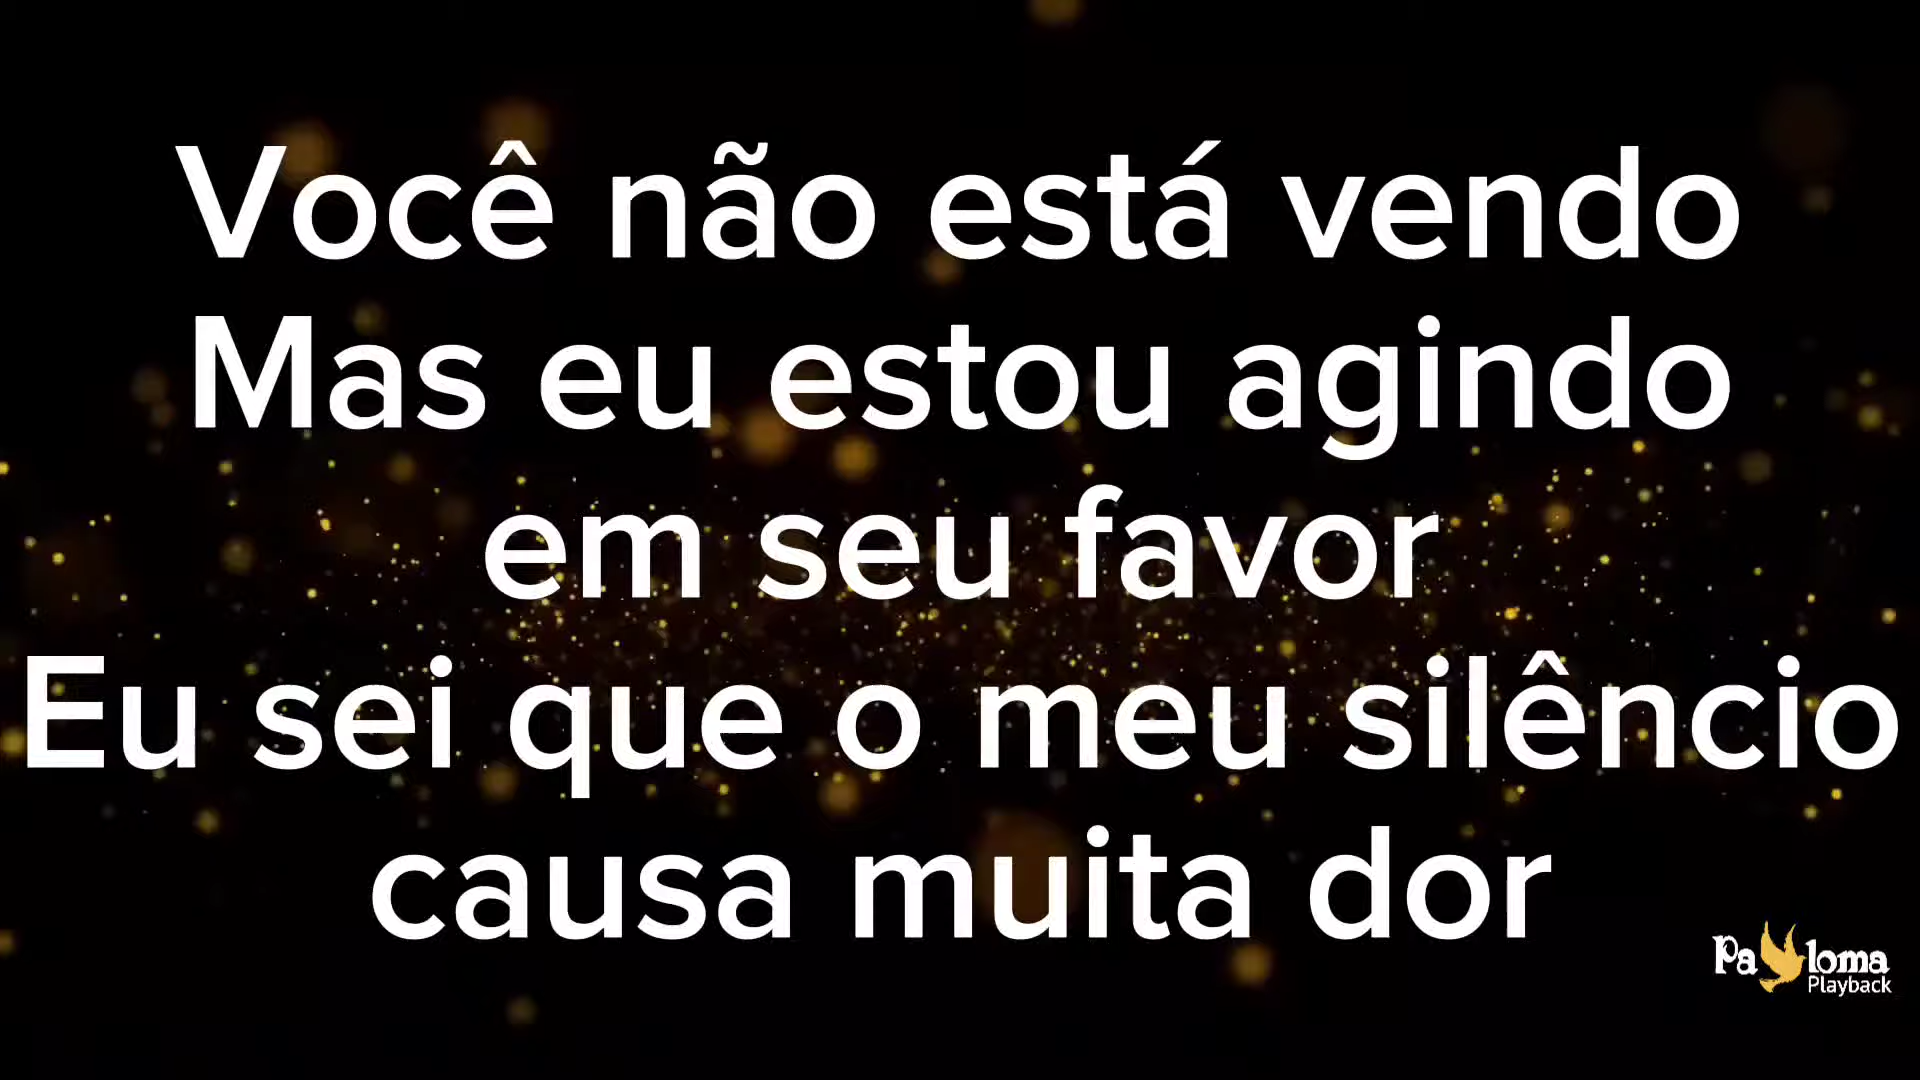 Você não está vendo
Mas eu estou agindo
em seu favor
Eu sei que o meu silêncio
causa muita dor
Paloma
Playback